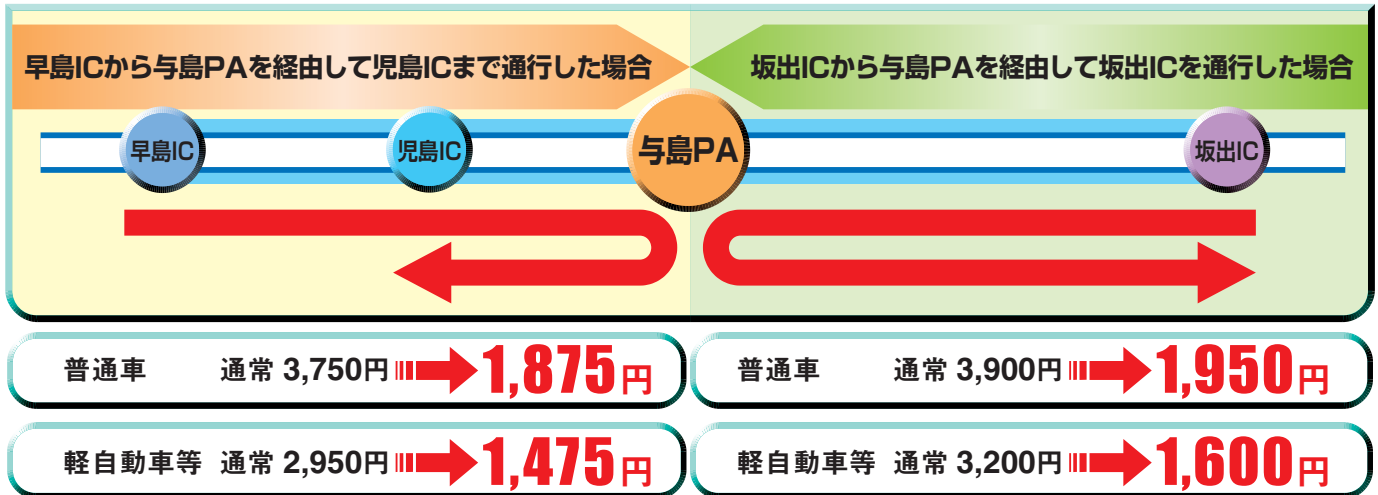 早島ICから与島PAを経由して児島ICまで通行した場合
坂出ICから与島PAを経由して坂出ICを通行した場合
早島IC
児島IC
与島PA
坂出IC
普通車 通常 3,750円 1,875円
普通車 通常 3,900円 1,950円
軽自動車等 通常 2,950円 1,475円
軽自動車等 通常 3,200円 1,600円